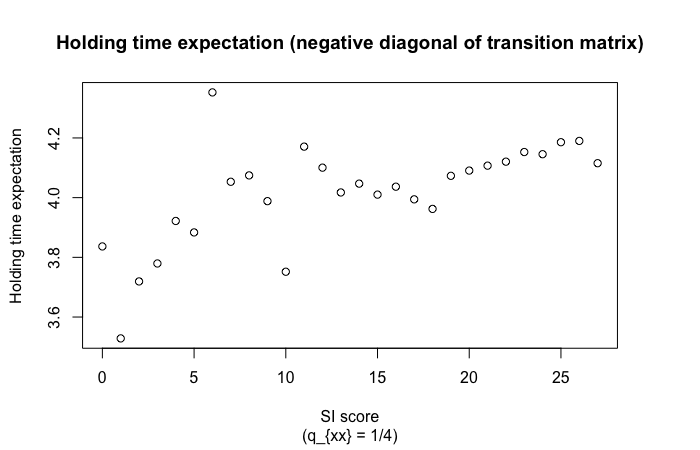 Holding time expectation (negative diagonal of transition matrix)
Holding time expectation
4.2
4.0
3.8
3.6
0 5 10 15 20 25
SI score
(q_{xx} = 1/4)